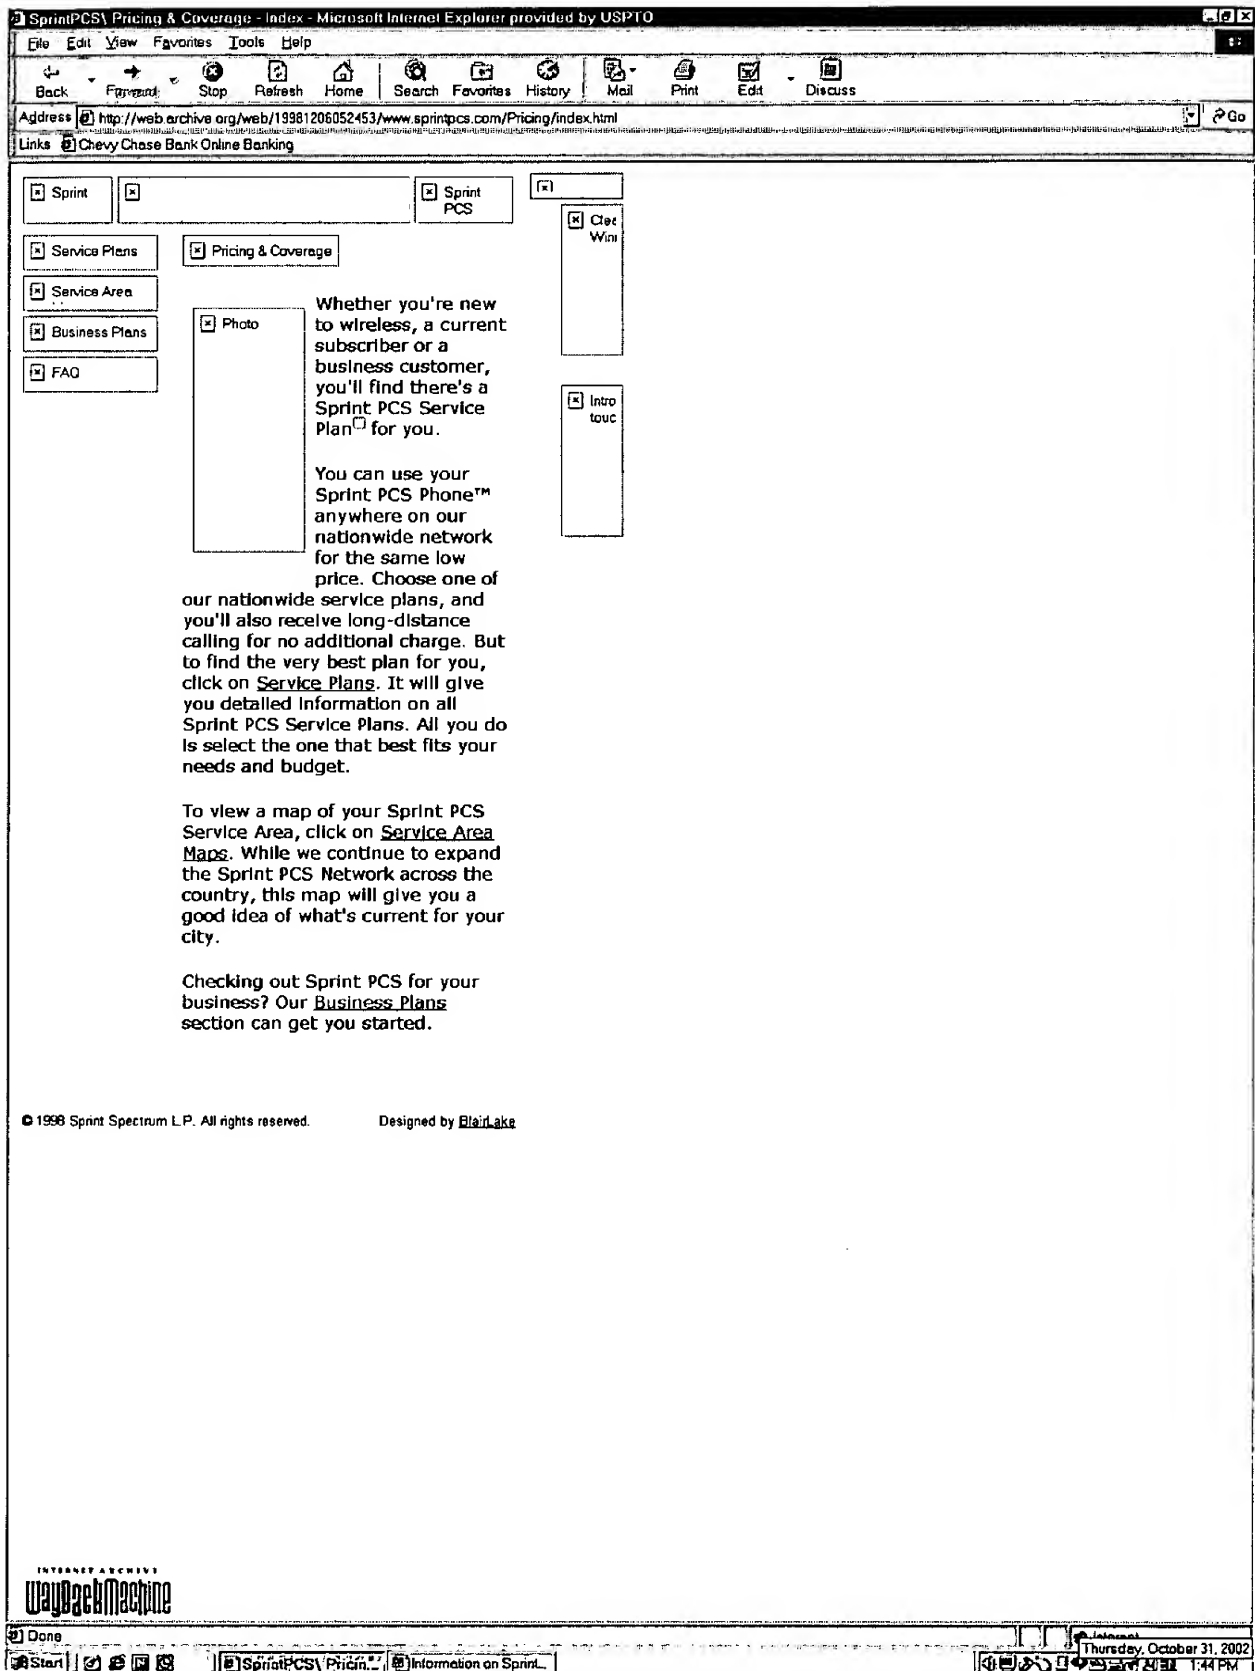 SprintPCS\ Pricing & Coverage - Index - Microsoft Internet Explorer provided by USPTO
File Edit View Favorites Tools Help
Back Forward Stop Refresh Home Search Favorites History Mail Print Edit Discuss
Address http://web.archive.org/web/19981206052453/www.sprintpcs.com/Pricing/index.html Go
Links Chevy Chase Bank Online Banking
Sprint
Sprint
PCS
Service Plans
Service Area
Business Plans
FAQ
Pricing & Coverage
Photo
Whether you're new
to wireless, a current
subscriber or a
business customer,
you'll find there's a
Sprint PCS Service
Plan for you.
You can use your
Sprint PCS Phone™
anywhere on our
nationwide network
for the same low
price. Choose one of
our nationwide service plans, and
you'll also receive long-distance
calling for no additional charge. But
to find the very best plan for you,
click on Service Plans. It will give
you detailed information on all
Sprint PCS Service Plans. All you do
is select the one that best fits your
needs and budget.
To view a map of your Sprint PCS
Service Area, click on Service Area
Maps. While we continue to expand
the Sprint PCS Network across the
country, this map will give you a
good idea of what's current for your
city.
Checking out Sprint PCS for your
business? Our Business Plans
section can get you started.
Intro
touc
© 1998 Sprint Spectrum L.P. All rights reserved. Designed by BlairLake
INTERNET ARCHIVE
WayBackMachine
Done
Thursday, October 31, 2002
Start SprintPCS\ Pricin... Information on Sprint... 1:44 PM